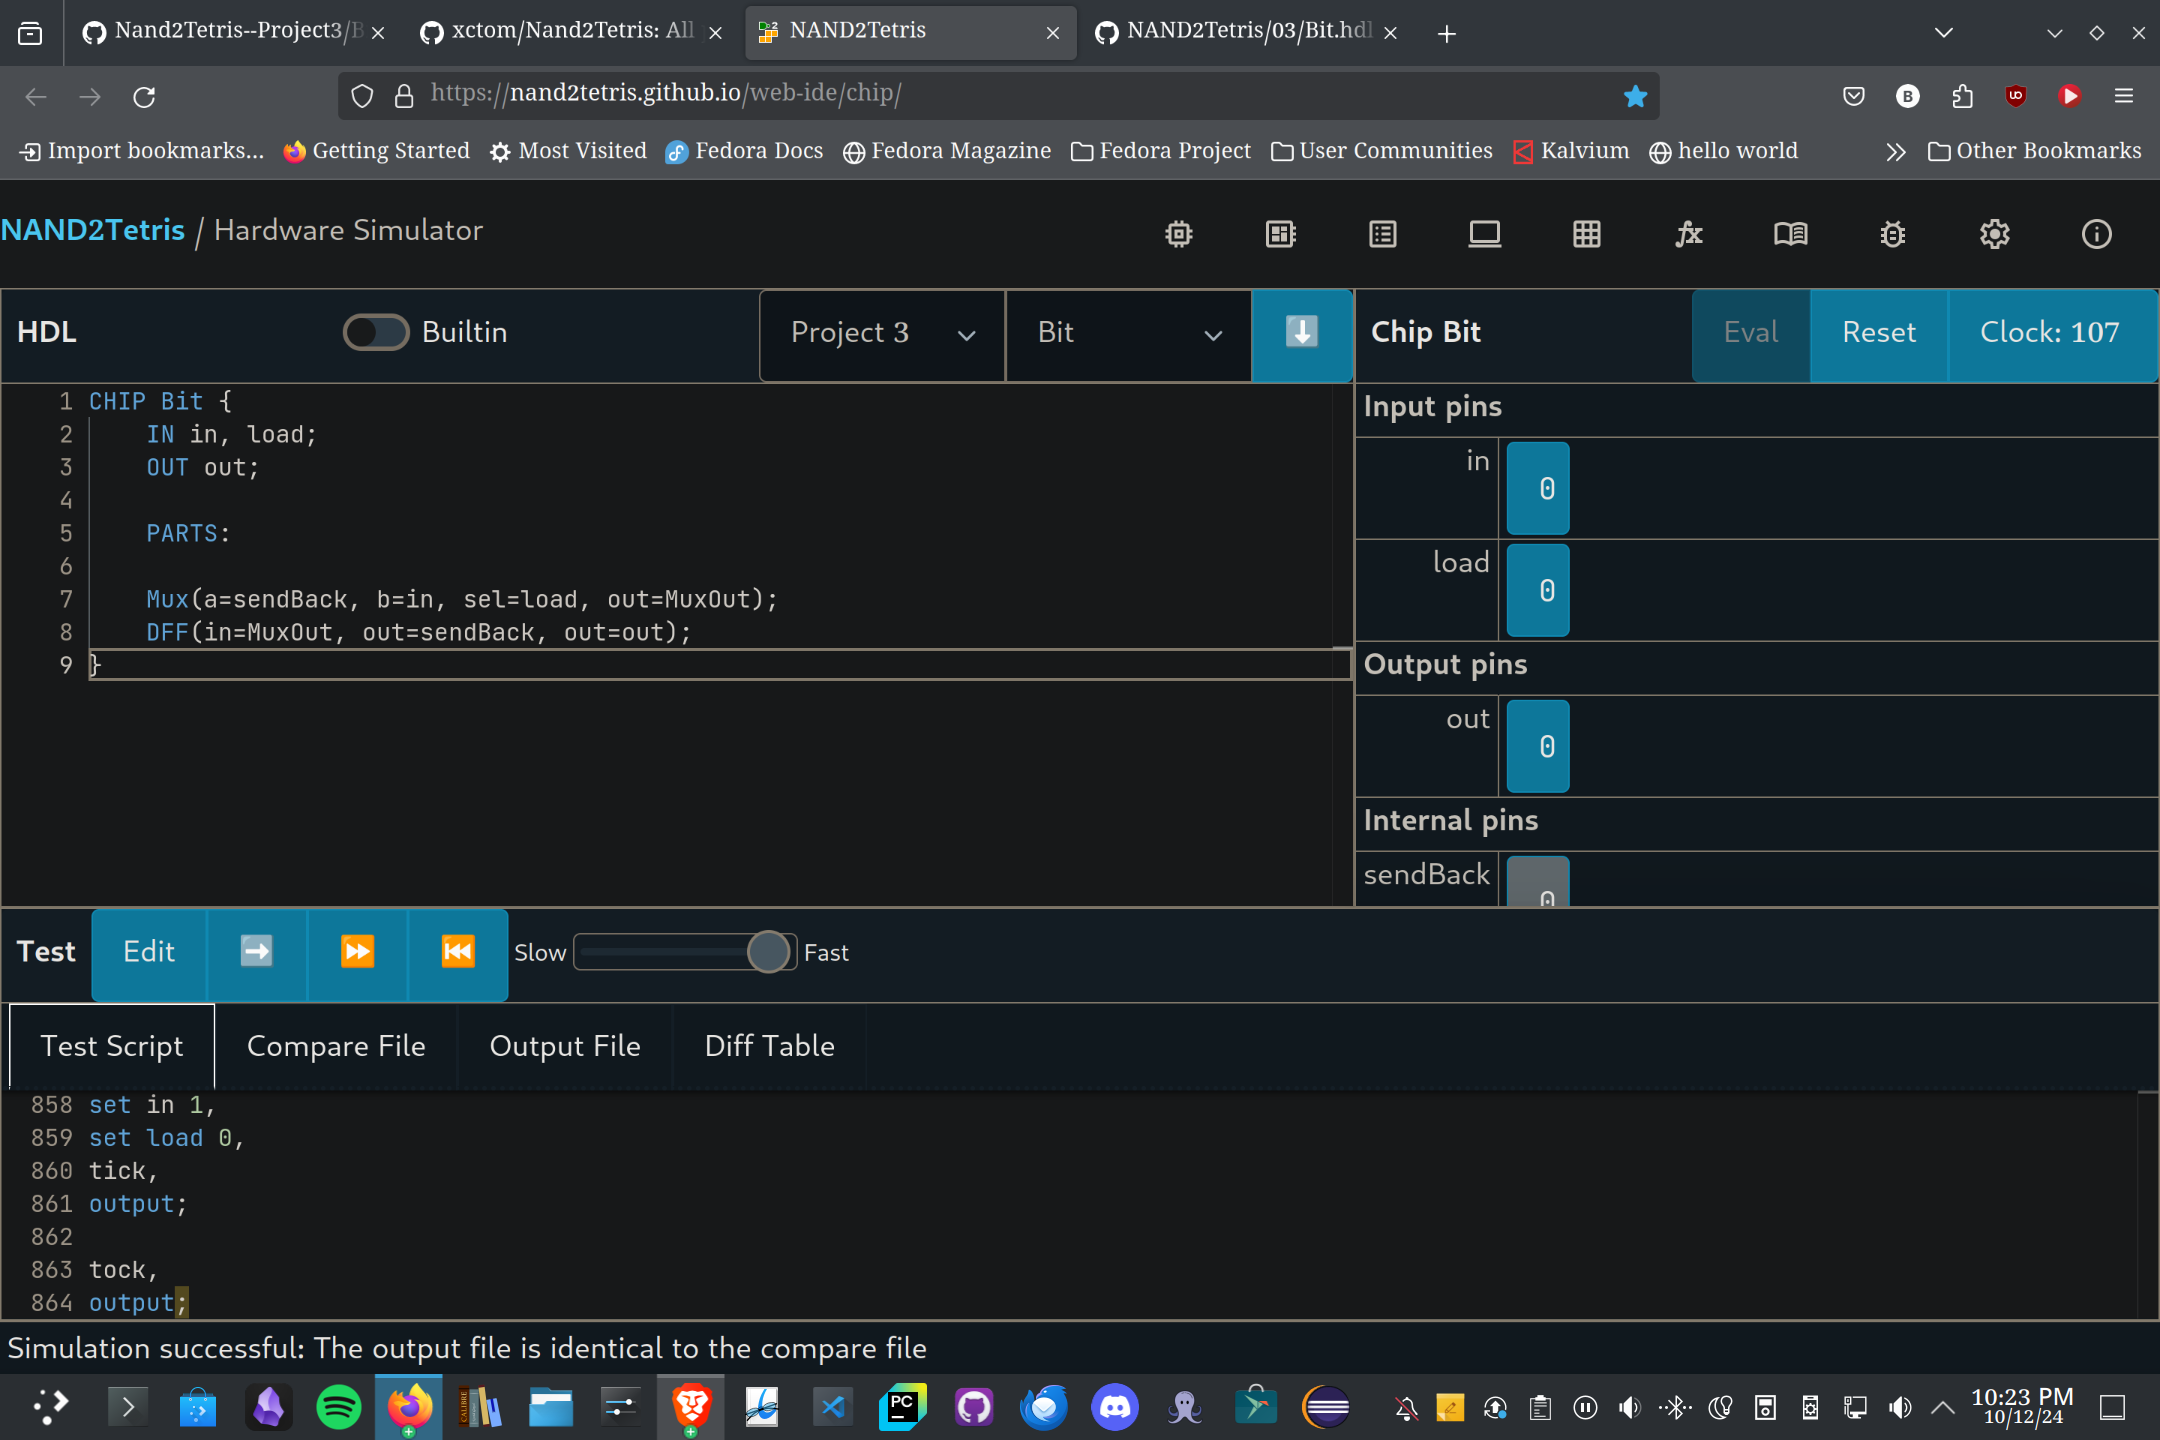 Nand2Tetris--Project3/B
xctom/Nand2Tetris: All
NAND2Tetris
NAND2Tetris/03/Bit.hdl
https://nand2tetris.github.io/web-ide/chip/
Import bookmarks...
Getting Started
Most Visited
Fedora Docs
Fedora Magazine
Fedora Project
User Communities
Kalvium
hello world
Other Bookmarks
NAND2Tetris / Hardware Simulator
HDL
Builtin
Project 3
Bit
Chip Bit
Eval
Reset
Clock: 107
1 CHIP Bit {
2 IN in, load;
3 OUT out;
4
5 PARTS:
6
7 Mux(a=sendBack, b=in, sel=load, out=MuxOut);
8 DFF(in=MuxOut, out=sendBack, out=out);
9 }
Input pins
in 0
load 0
Output pins
out 0
Internal pins
sendBack 0
Test
Edit
Slow
Fast
Test Script
Compare File
Output File
Diff Table
858 set in 1,
859 set load 0,
860 tick,
861 output;
862
863 tock,
864 output;
Simulation successful: The output file is identical to the compare file
10:23 PM
10/12/24